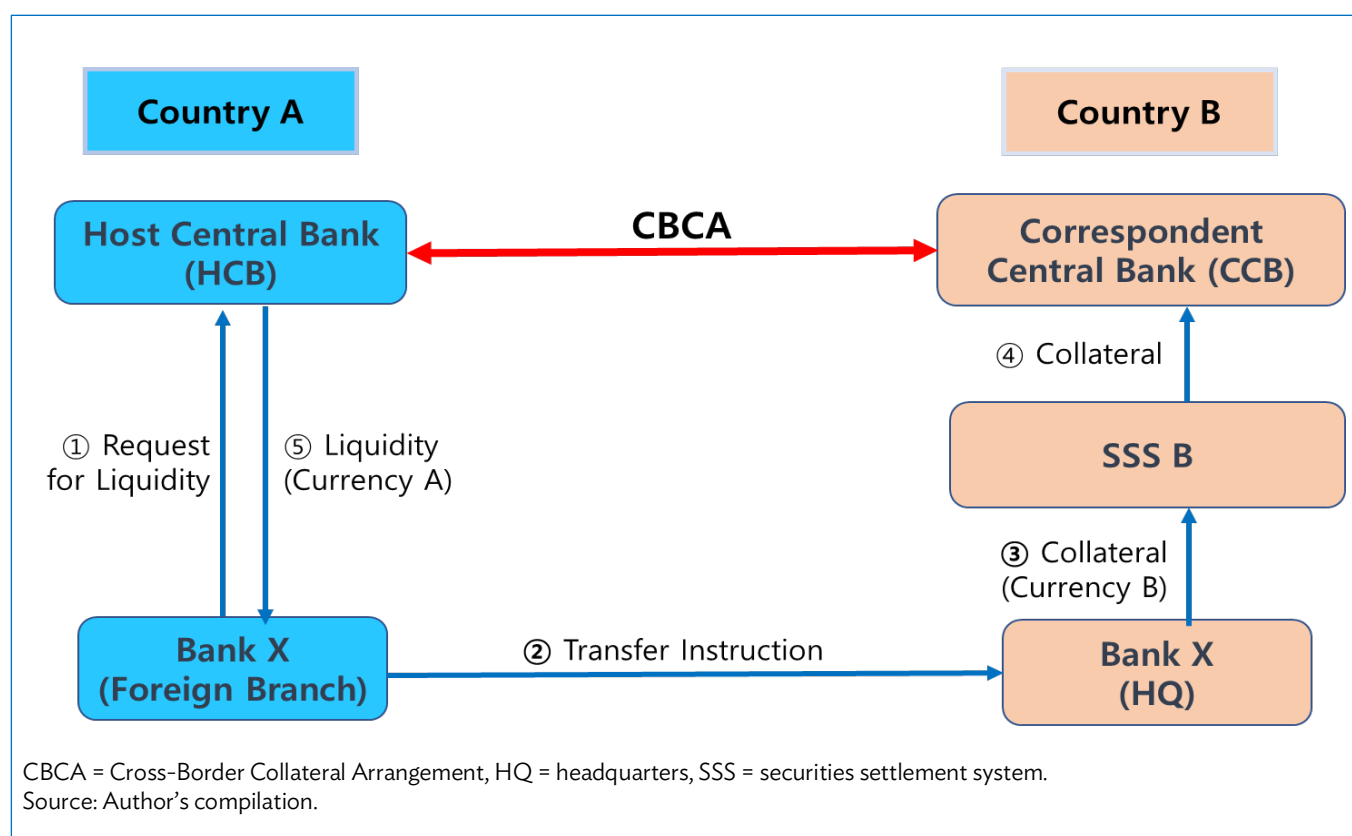 Country A
Country B
Host Central Bank
(HCB)
CBCA
Correspondent
Central Bank (CCB)
④ Collateral
① Request
for Liquidity
⑤ Liquidity
(Currency A)
SSS B
③ Collateral
(Currency B)
Bank X
(Foreign Branch)
② Transfer Instruction
Bank X
(HQ)
CBCA = Cross-Border Collateral Arrangement, HQ = headquarters, SSS = securities settlement system.
Source: Author’s compilation.